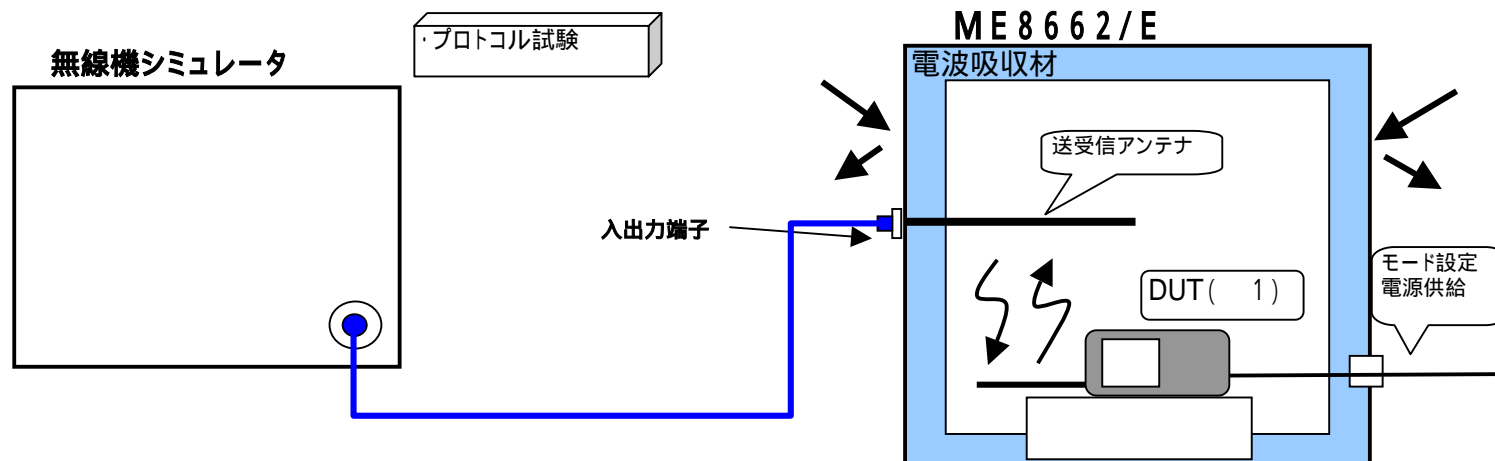 ME8662/E
・プロトコル試験
無線機シミュレータ
電波吸収材
送受信アンテナ
入出力端子
モード設定
電源供給
DUT( 1)